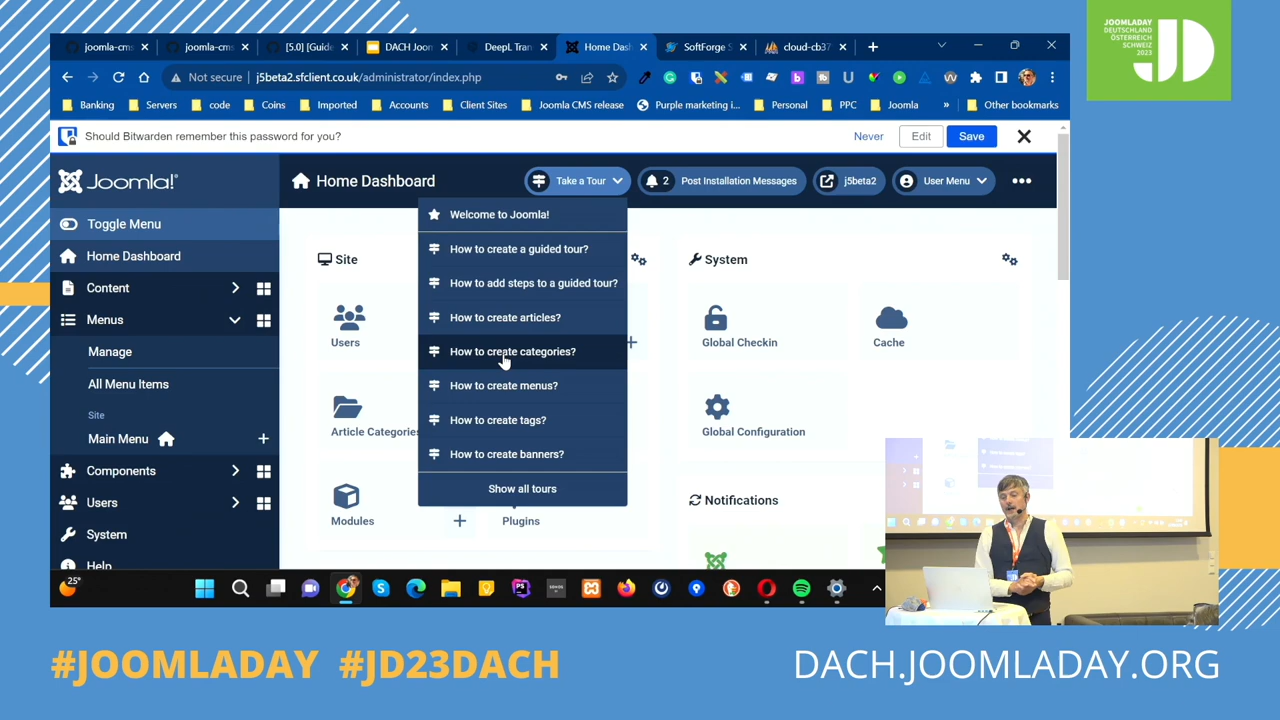 JOOMLADAY
DEUTSCHLAND
ÖSTERREICH
SCHWEIZ
2023
JD
joomla-cms
joomla-cms
[5.0] [Guide
DACH Joon
DeepL Tran
Home Dash
SoftForge S
cloud-cb37
Not secure | j5beta2.sfclient.co.uk/administrator/index.php
Banking
Servers
code
Coins
Imported
Accounts
Client Sites
Joomla CMS release
Purple marketing i...
Personal
PPC
Joomla
»
Other bookmarks
Should Bitwarden remember this password for you?
Never
Edit
Save
Joomla!®
Home Dashboard
Take a Tour
2 Post Installation Messages
j5beta2
User Menu
Toggle Menu
Home Dashboard
Content
Menus
Manage
All Menu Items
Site
Main Menu
Components
Users
System
Help
Welcome to Joomla!
How to create a guided tour?
How to add steps to a guided tour?
How to create articles?
How to create categories?
How to create menus?
How to create tags?
How to create banners?
Show all tours
Site
Users
Article Categories
Modules
Plugins
System
Global Checkin
Cache
Global Configuration
Notifications
25°
#JOOMLADAY #JD23DACH
DACH.JOOMLADAY.ORG